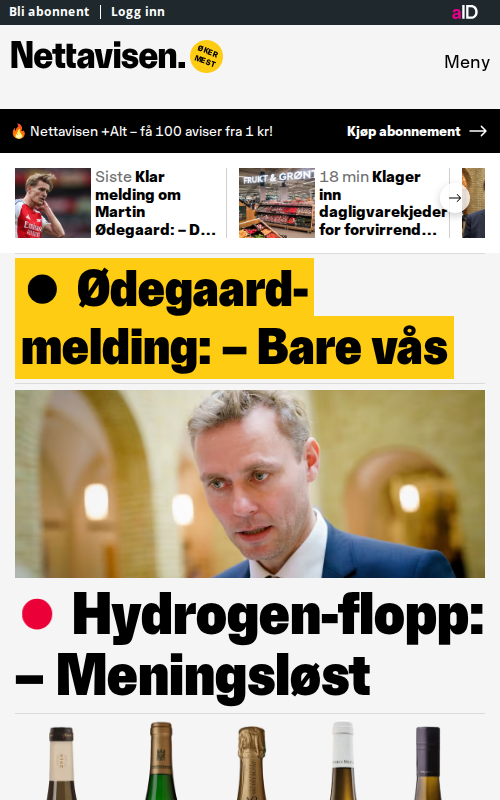 Bli abonnent
Logg inn
aID
Nettavisen.
ØKER
MEST
Meny
🔥 Nettavisen +Alt – få 100 aviser fra 1 kr!
Kjøp abonnement
Siste Klar
melding om
Martin
Ødegaard: – D...
FRUKT & GRØNT
18 min Klager
inn
dagligvarekjeder
for forvirrend...
Ødegaard-
melding: – Bare vås
Hydrogen-flopp:
– Meningsløst